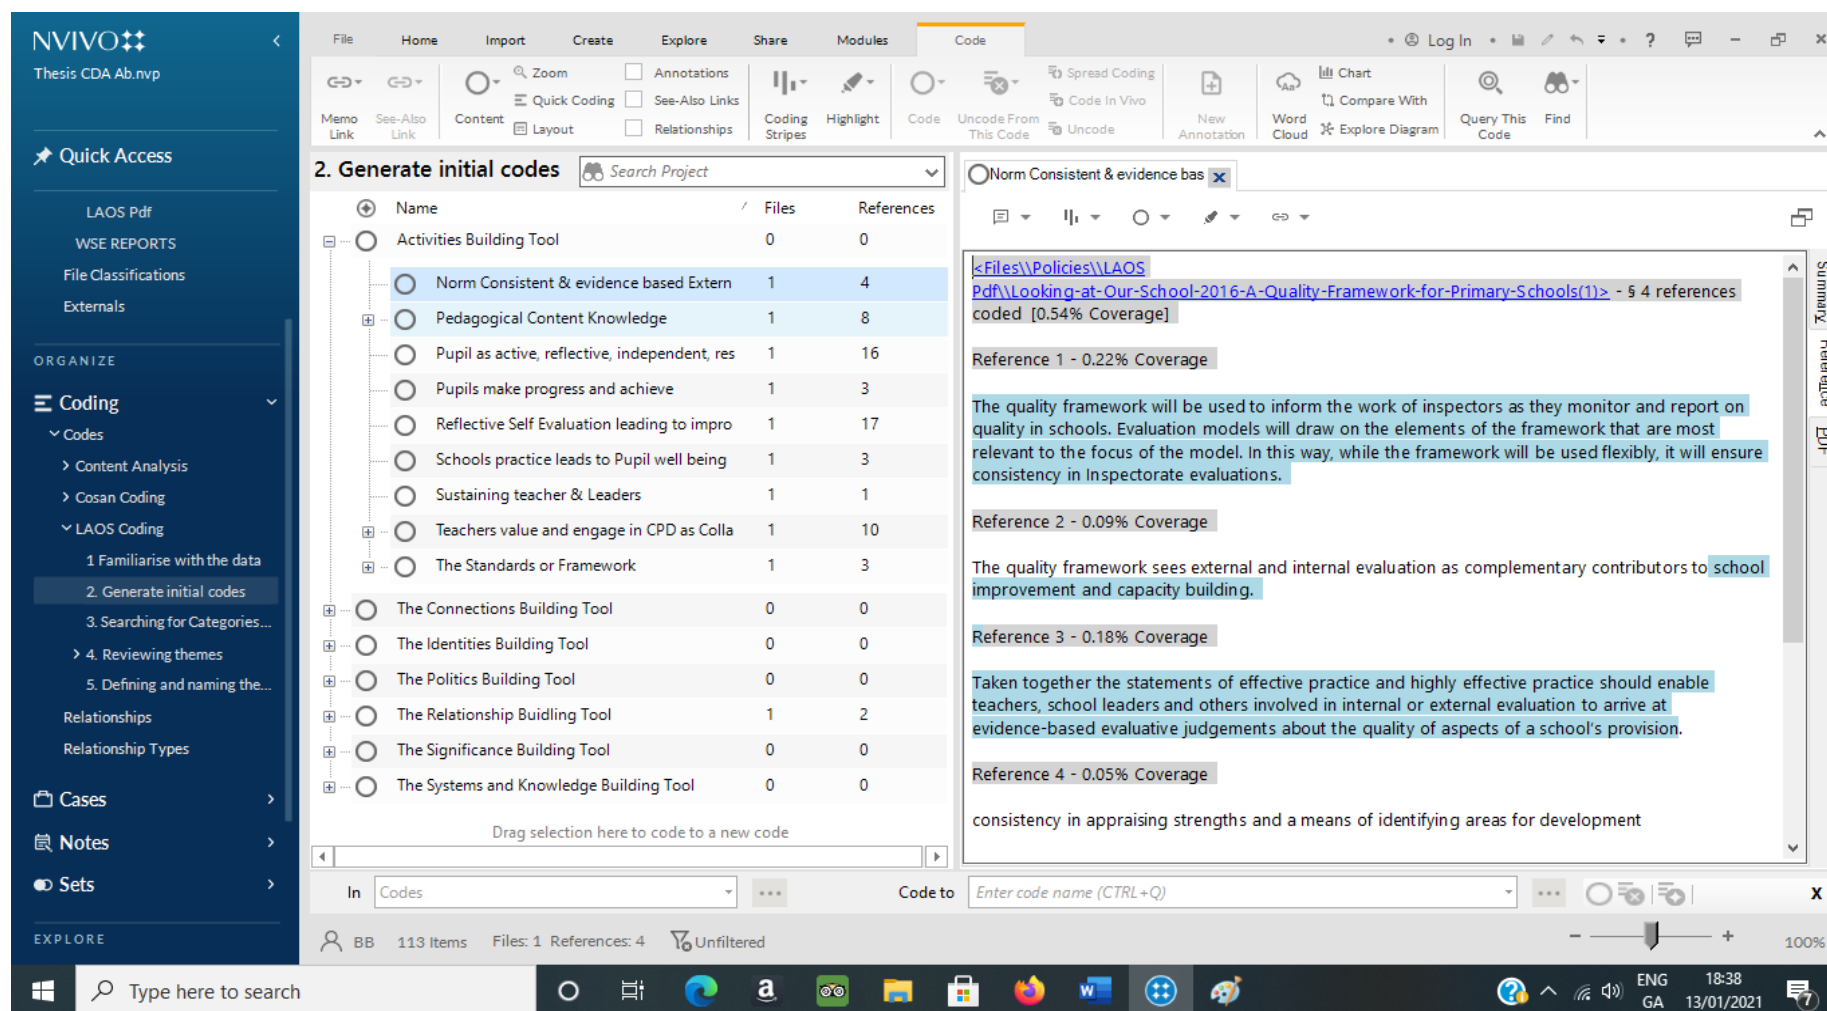 NVIVO
Thesis CDA Ab.nvp
Quick Access
LAOS Pdf
WSE REPORTS
File Classifications
Externals
ORGANIZE
Coding
Codes
Content Analysis
Cosan Coding
LAOS Coding
1 Familiarise with the data
2. Generate initial codes
3. Searching for Categories...
4. Reviewing themes
5. Defining and naming the...
Relationships
Relationship Types
Cases
Notes
Sets
EXPLORE
File Home Import Create Explore Share Modules Code
Log In ?
Memo Link
See-Also Link
Content
Zoom
Quick Coding
Layout
Annotations
See-Also Links
Relationships
Coding Stripes
Highlight
Code
Uncode From This Code
Spread Coding
Code In Vivo
Uncode
New Annotation
Word Cloud
Chart
Compare With
Explore Diagram
Query This Code
Find
2. Generate initial codes Search Project
Name Files References
Activities Building Tool 0 0
Norm Consistent & evidence based Extern 1 4
Pedagogical Content Knowledge 1 8
Pupil as active, reflective, independent, res 1 16
Pupils make progress and achieve 1 3
Reflective Self Evaluation leading to impro 1 17
Schools practice leads to Pupil well being 1 3
Sustaining teacher & Leaders 1 1
Teachers value and engage in CPD as Colla 1 10
The Standards or Framework 1 3
The Connections Building Tool 0 0
The Identities Building Tool 0 0
The Politics Building Tool 0 0
The Relationship Buidling Tool 1 2
The Significance Building Tool 0 0
The Systems and Knowledge Building Tool 0 0
Drag selection here to code to a new code
Norm Consistent & evidence bas x
<Files\\Policies\\LAOS
Pdf\\Looking-at-Our-School-2016-A-Quality-Framework-for-Primary-Schools(1)> - § 4 references
coded [0.54% Coverage]
Reference 1 - 0.22% Coverage
The quality framework will be used to inform the work of inspectors as they monitor and report on
quality in schools. Evaluation models will draw on the elements of the framework that are most
relevant to the focus of the model. In this way, while the framework will be used flexibly, it will ensure
consistency in Inspectorate evaluations.
Reference 2 - 0.09% Coverage
The quality framework sees external and internal evaluation as complementary contributors to school
improvement and capacity building.
Reference 3 - 0.18% Coverage
Taken together the statements of effective practice and highly effective practice should enable
teachers, school leaders and others involved in internal or external evaluation to arrive at
evidence-based evaluative judgements about the quality of aspects of a school's provision.
Reference 4 - 0.05% Coverage
consistency in appraising strengths and a means of identifying areas for development
Summary
Reference
PDF
In Codes Code to Enter code name (CTRL+Q) X
BB 113 Items Files: 1 References: 4 Unfiltered 100%
Type here to search
ENG
GA
18:38
13/01/2021
7